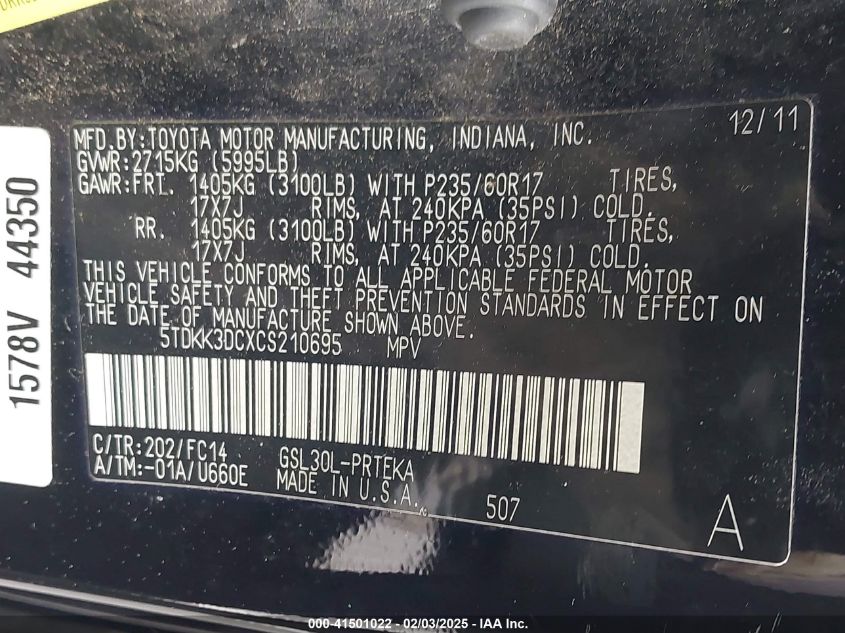 MFD.BY:TOYOTA MOTOR MANUFACTURING, INDIANA, INC. 12/11
GVWR:2715KG (5995LB)
GAWR:FRT. 1405KG (3100LB) WITH P235/60R17 TIRES,
17X7J RIMS, AT 240KPA (35PSI) COLD.
RR. 1405KG (3100LB) WITH P235/60R17 TIRES,
17X7J RIMS, AT 240KPA (35PSI) COLD.
THIS VEHICLE CONFORMS TO ALL APPLICABLE FEDERAL MOTOR
VEHICLE SAFETY AND THEFT PREVENTION STANDARDS IN EFFECT ON
THE DATE OF MANUFACTURE SHOWN ABOVE.
5TDKK3DCXCS210695 MPV
C/TR:202/FC14 GSL30L-PRTEKA
A/TM:-01A/U660E MADE IN U.S.A.
507
A
1578V 44350
000-41501022 — 02/03/2025 - IAA Inc.